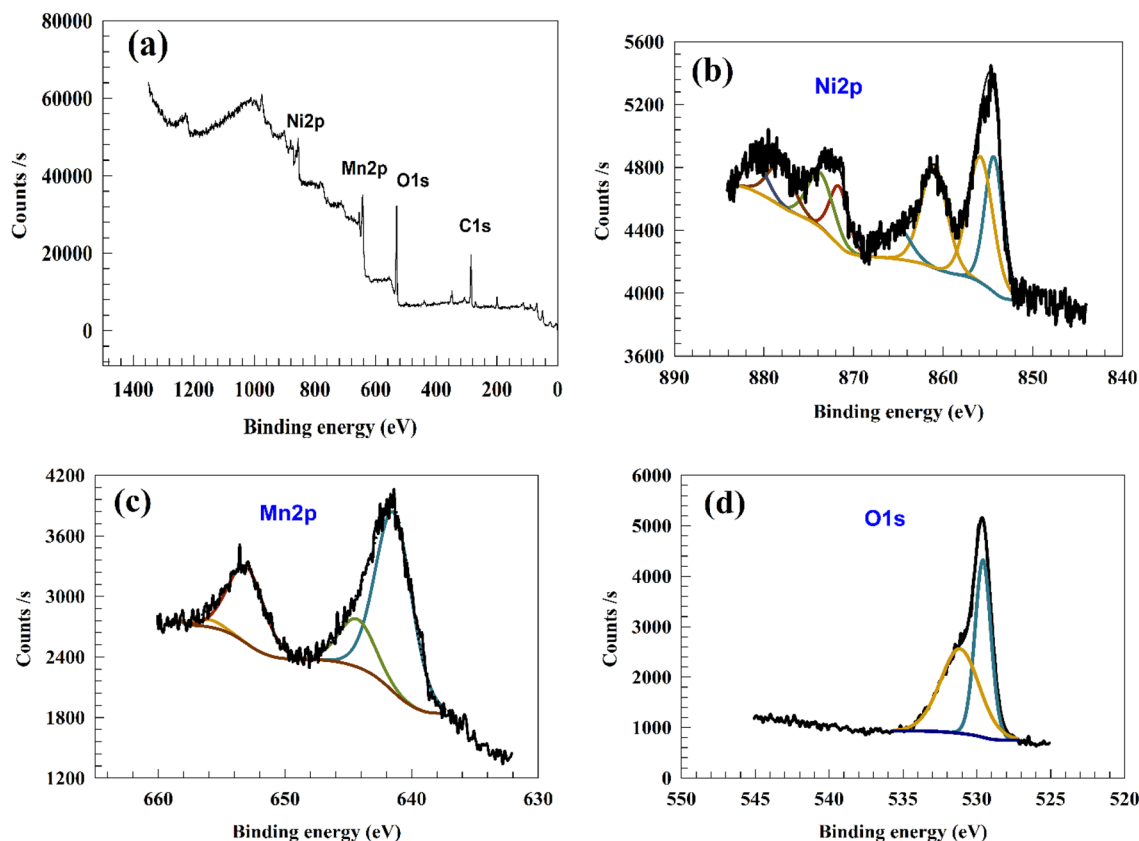 (a)
80000
60000
40000
20000
0
Counts /s
Ni2p
Mn2p
O1s
C1s
1400 1200 1000 800 600 400 200 0
Binding energy (eV)
(b)
Ni2p
5600
5200
4800
4400
4000
3600
Counts /s
890 880 870 860 850 840
Binding energy (eV)
(c)
Mn2p
4200
3600
3000
2400
1800
1200
Counts /s
660 650 640 630
Binding energy (eV)
(d)
O1s
6000
5000
4000
3000
2000
1000
0
Counts /s
550 545 540 535 530 525 520
Binding energy (eV)